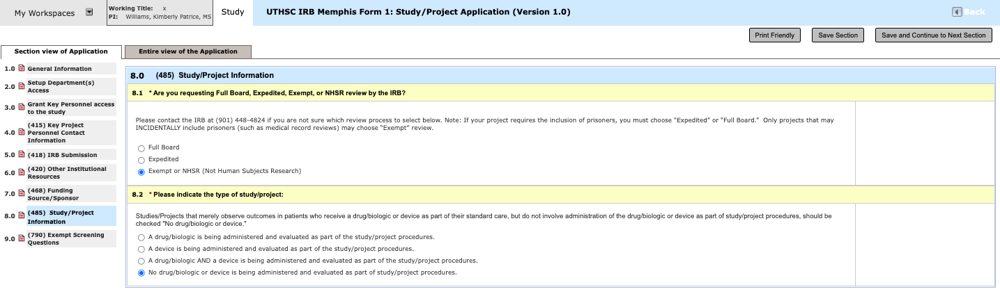 My Workspaces
Working Title: x
PI: Williams, Kimberly Patrice, MS
Study
UTHSC IRB Memphis Form 1: Study/Project Application (Version 1.0)
Back
Print Friendly
Save Section
Save and Continue to Next Section
Section view of Application
Entire view of the Application
1.0 General Information
2.0 Setup Department(s)
Access
3.0 Grant Key Personnel access
to the study
4.0 (415) Key Project
Personnel Contact
Information
5.0 (418) IRB Submission
6.0 (420) Other Institutional
Resources
7.0 (468) Funding
Source/Sponsor
8.0 (485) Study/Project
Information
9.0 (790) Exempt Screening
Questions
8.0 (485) Study/Project Information
8.1 * Are you requesting Full Board, Expedited, Exempt, or NHSR review by the IRB?
Please contact the IRB at (901) 448-4824 if you are not sure which review process to select below. Note: If your project requires the inclusion of prisoners, you must choose “Expedited” or “Full Board.” Only projects that may
INCIDENTALLY include prisoners (such as medical record reviews) may choose “Exempt” review.
Full Board
Expedited
Exempt or NHSR (Not Human Subjects Research)
8.2 * Please indicate the type of study/project:
Studies/Projects that merely observe outcomes in patients who receive a drug/biologic or device as part of their standard care, but do not involve administration of the drug/biologic or device as part of study/project procedures, should be
checked "No drug/biologic or device."
A drug/biologic is being administered and evaluated as part of the study/project procedures.
A device is being administered and evaluated as part of the study/project procedures.
A drug/biologic AND a device is being administered and evaluated as part of the study/project procedures.
No drug/biologic or device is being administered and evaluated as part of study/project procedures.